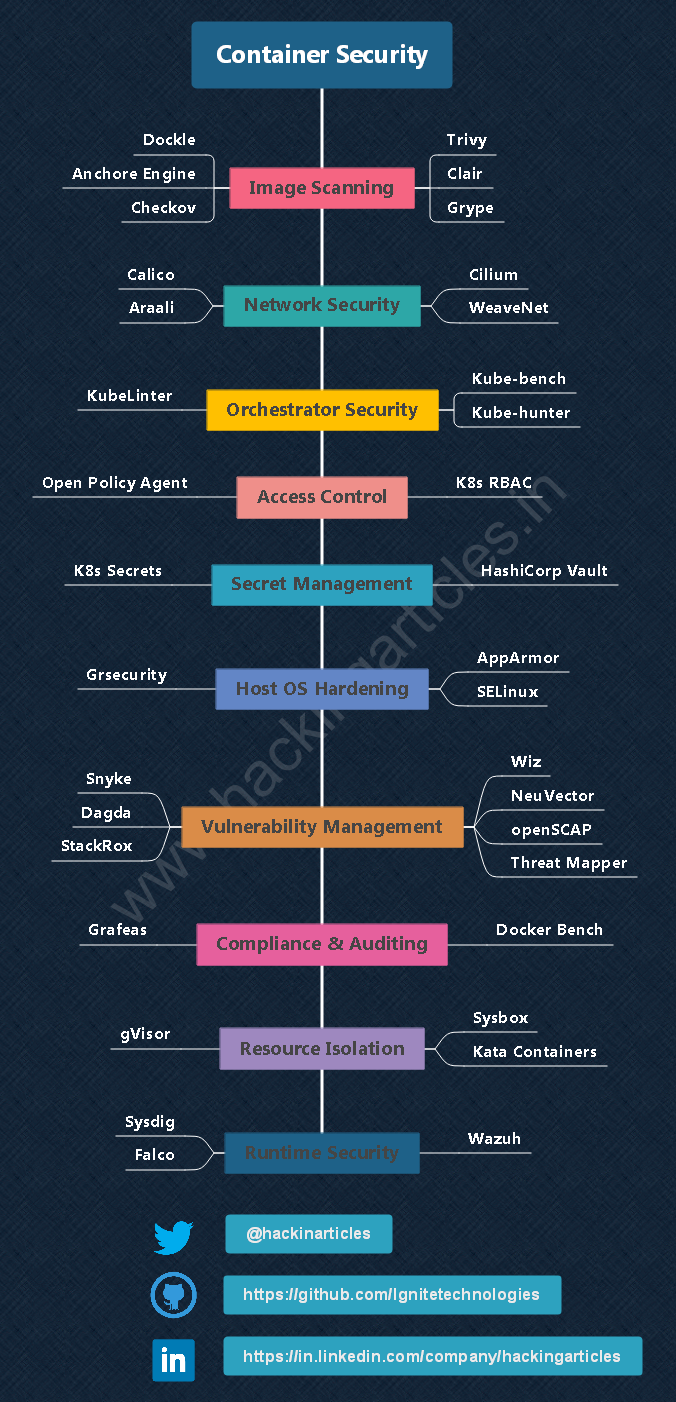 Container Security
Dockle
Anchore Engine
Checkov
Image Scanning
Trivy
Clair
Grype
Calico
Araali
Network Security
Cilium
WeaveNet
KubeLinter
Orchestrator Security
Kube-bench
Kube-hunter
Open Policy Agent
Access Control
K8s RBAC
K8s Secrets
Secret Management
HashiCorp Vault
Grsecurity
Host OS Hardening
AppArmor
SELinux
Snyke
Dagda
StackRox
Vulnerability Management
Wiz
NeuVector
openSCAP
Threat Mapper
Grafeas
Compliance & Auditing
Docker Bench
gVisor
Resource Isolation
Sysbox
Kata Containers
Sysdig
Falco
Runtime Security
Wazuh
www.hackingarticles.in
@hackinarticles
https://github.com/Ignitetechnologies
in
https://in.linkedin.com/company/hackingarticles